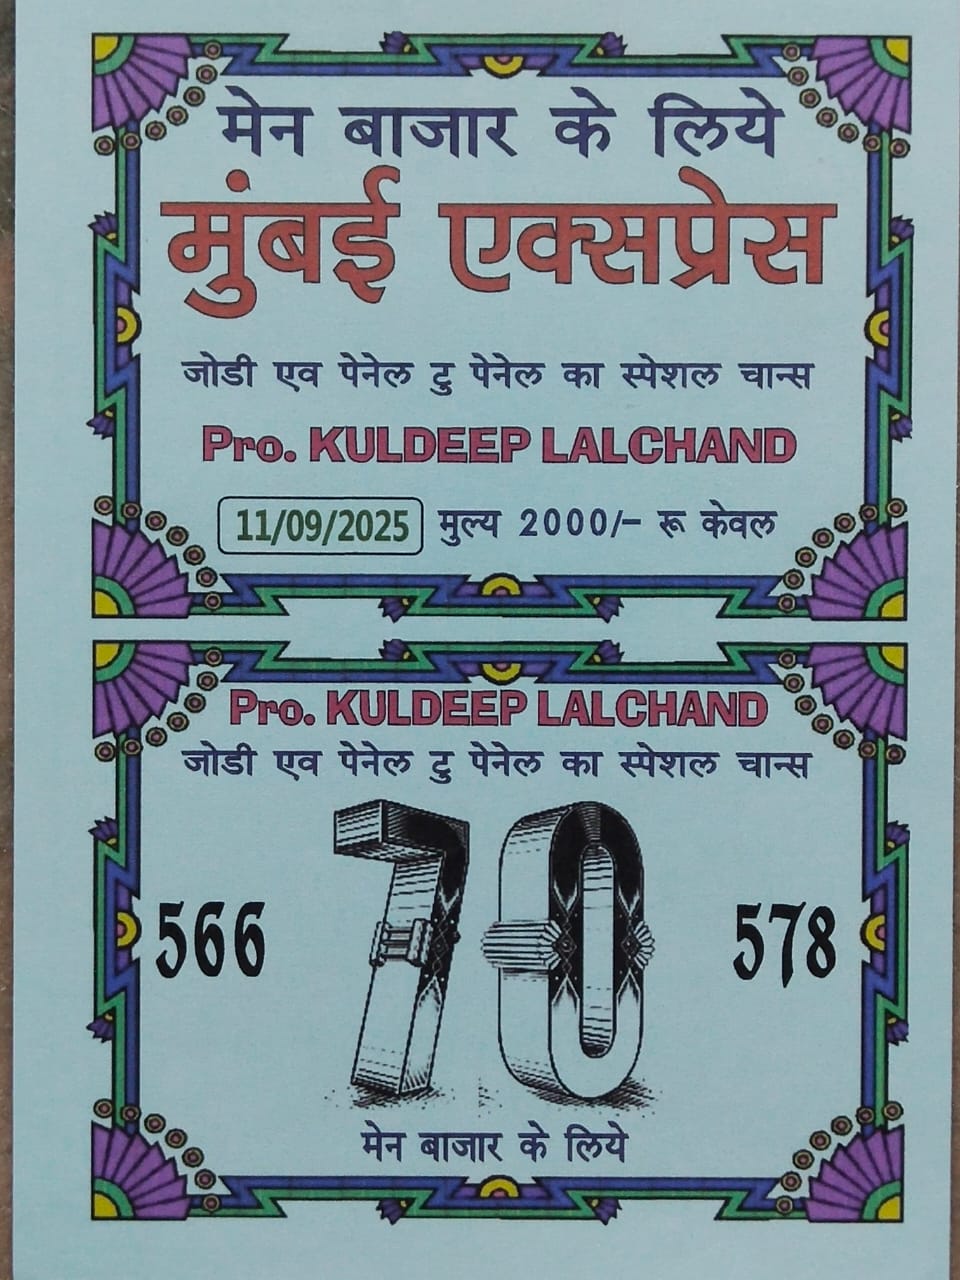 मेन बाजार के लिये
मुंबई एक्सप्रेस
जोडी एव पेनेल टु पेनेल का स्पेशल चान्स
Pro. KULDEEP LALCHAND
11/09/2025 मुल्य 2000/- रू केवल
Pro. KULDEEP LALCHAND
जोडी एव पेनेल टु पेनेल का स्पेशल चान्स
566 70 578
मेन बाजार के लिये